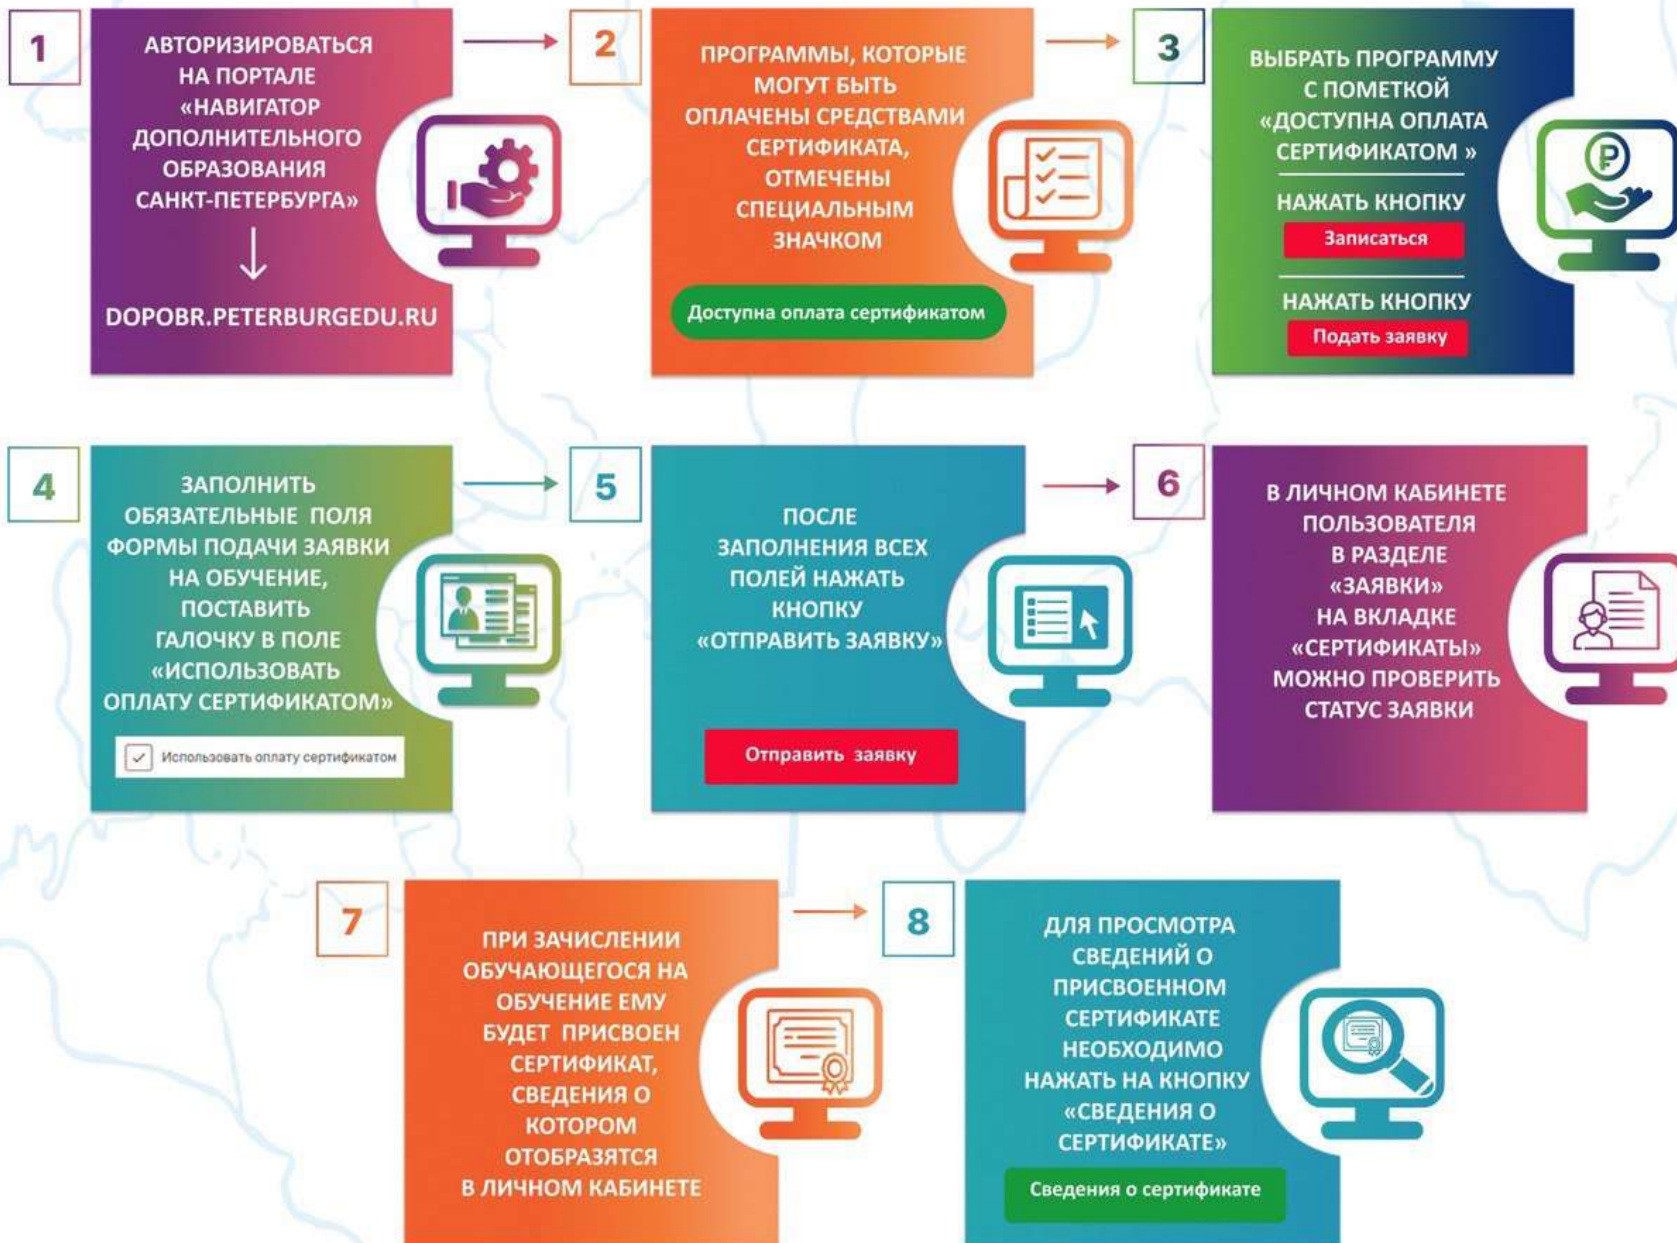 1
АВТОРИЗИРОВАТЬСЯ
НА ПОРТАЛЕ
«НАВИГАТОР
ДОПОЛНИТЕЛЬНОГО
ОБРАЗОВАНИЯ
САНКТ-ПЕТЕРБУРГА»
DOPOBR.PETERBURGEDU.RU
2
ПРОГРАММЫ, КОТОРЫЕ
МОГУТ БЫТЬ
ОПЛАЧЕНЫ СРЕДСТВАМИ
СЕРТИФИКАТА,
ОТМЕЧЕНЫ
СПЕЦИАЛЬНЫМ
ЗНАЧКОМ
Доступна оплата сертификатом
3
ВЫБРАТЬ ПРОГРАММУ
С ПОМЕТКОЙ
«ДОСТУПНА ОПЛАТА
СЕРТИФИКАТОМ »
НАЖАТЬ КНОПКУ
Записаться
НАЖАТЬ КНОПКУ
Подать заявку
4
ЗАПОЛНИТЬ
ОБЯЗАТЕЛЬНЫЕ ПОЛЯ
ФОРМЫ ПОДАЧИ ЗАЯВКИ
НА ОБУЧЕНИЕ,
ПОСТАВИТЬ
ГАЛОЧКУ В ПОЛЕ
«ИСПОЛЬЗОВАТЬ
ОПЛАТУ СЕРТИФИКАТОМ»
Использовать оплату сертификатом
5
ПОСЛЕ
ЗАПОЛНЕНИЯ ВСЕХ
ПОЛЕЙ НАЖАТЬ
КНОПКУ
«ОТПРАВИТЬ ЗАЯВКУ»
Отправить заявку
6
В ЛИЧНОМ КАБИНЕТЕ
ПОЛЬЗОВАТЕЛЯ
В РАЗДЕЛЕ
«ЗАЯВКИ»
НА ВКЛАДКЕ
«СЕРТИФИКАТЫ»
МОЖНО ПРОВЕРИТЬ
СТАТУС ЗАЯВКИ
7
ПРИ ЗАЧИСЛЕНИИ
ОБУЧАЮЩЕГОСЯ НА
ОБУЧЕНИЕ ЕМУ
БУДЕТ ПРИСВОЕН
СЕРТИФИКАТ,
СВЕДЕНИЯ О
КОТОРОМ
ОТОБРАЗЯТСЯ
В ЛИЧНОМ КАБИНЕТЕ
8
ДЛЯ ПРОСМОТРА
СВЕДЕНИЙ О
ПРИСВОЕННОМ
СЕРТИФИКАТЕ
НЕОБХОДИМО
НАЖАТЬ НА КНОПКУ
«СВЕДЕНИЯ О
СЕРТИФИКАТЕ»
Сведения о сертификате